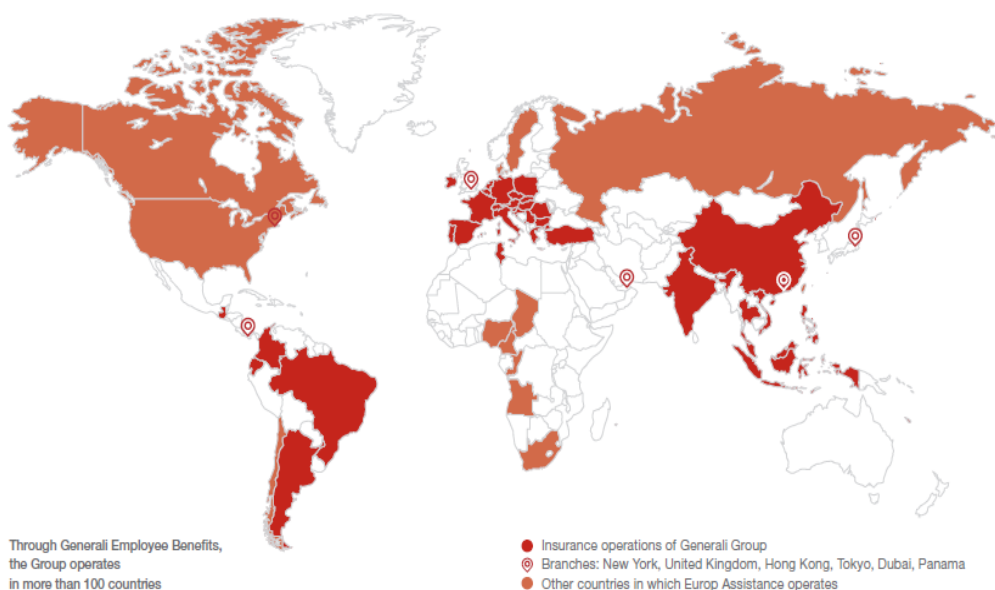 Through Generali Employee Benefits,
the Group operates
in more than 100 countries
Insurance operations of Generali Group
Branches: New York, United Kingdom, Hong Kong, Tokyo, Dubai, Panama
Other countries in which Europ Assistance operates